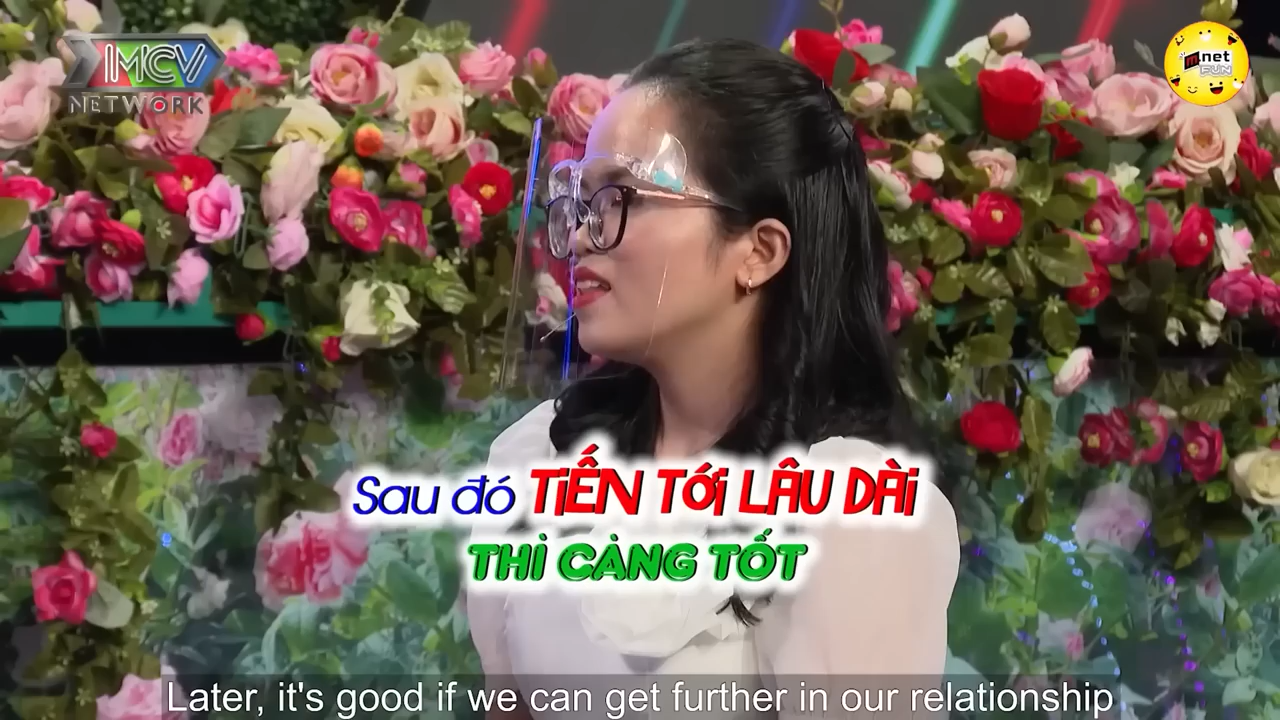 MCV
NETWORK
m.net
FUN
Sau đó TIẾN TỚI LÂU DÀI
THÌ CÀNG TỐT
Later, it's good if we can get further in our relationship